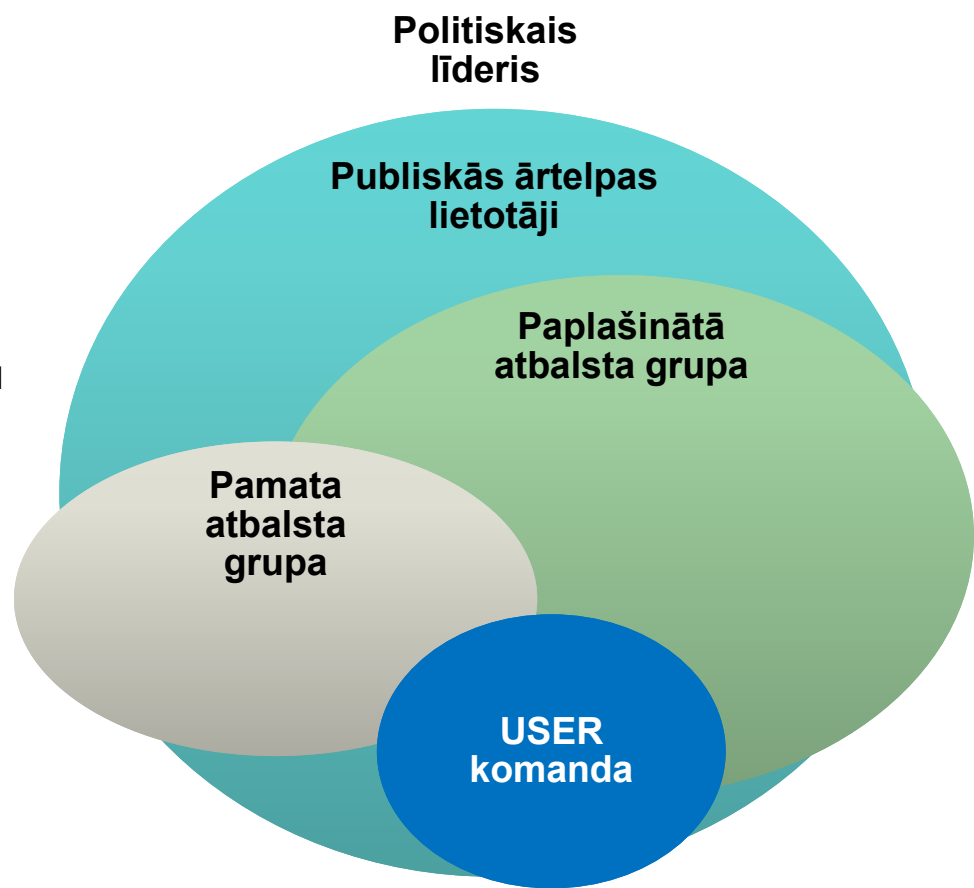 Politiskais
līderis
Publiskās ārtelpas
lietotāji
Paplašinātā
atbalsta grupa
Pamata
atbalsta
grupa
USER
komanda